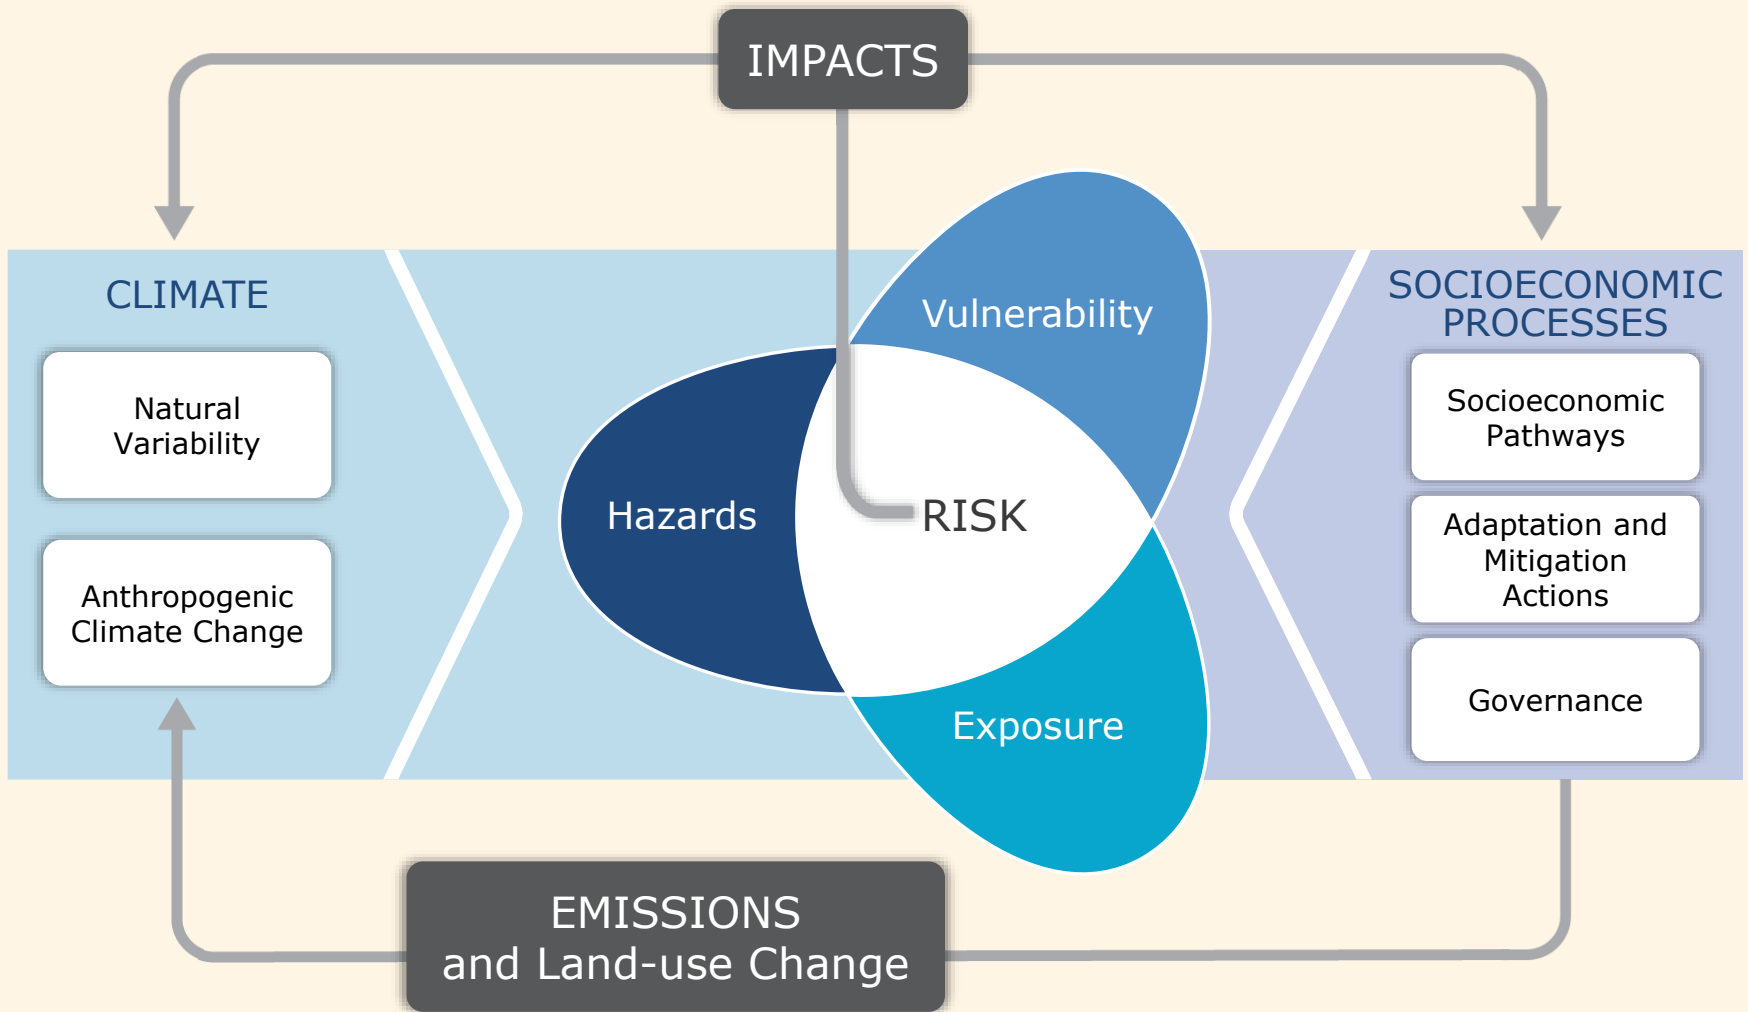 IMPACTS
CLIMATE
Natural
Variability
Anthropogenic
Climate Change
Vulnerability
Hazards
RISK
Exposure
SOCIOECONOMIC
PROCESSES
Socioeconomic
Pathways
Adaptation and
Mitigation
Actions
Governance
EMISSIONS
and Land-use Change